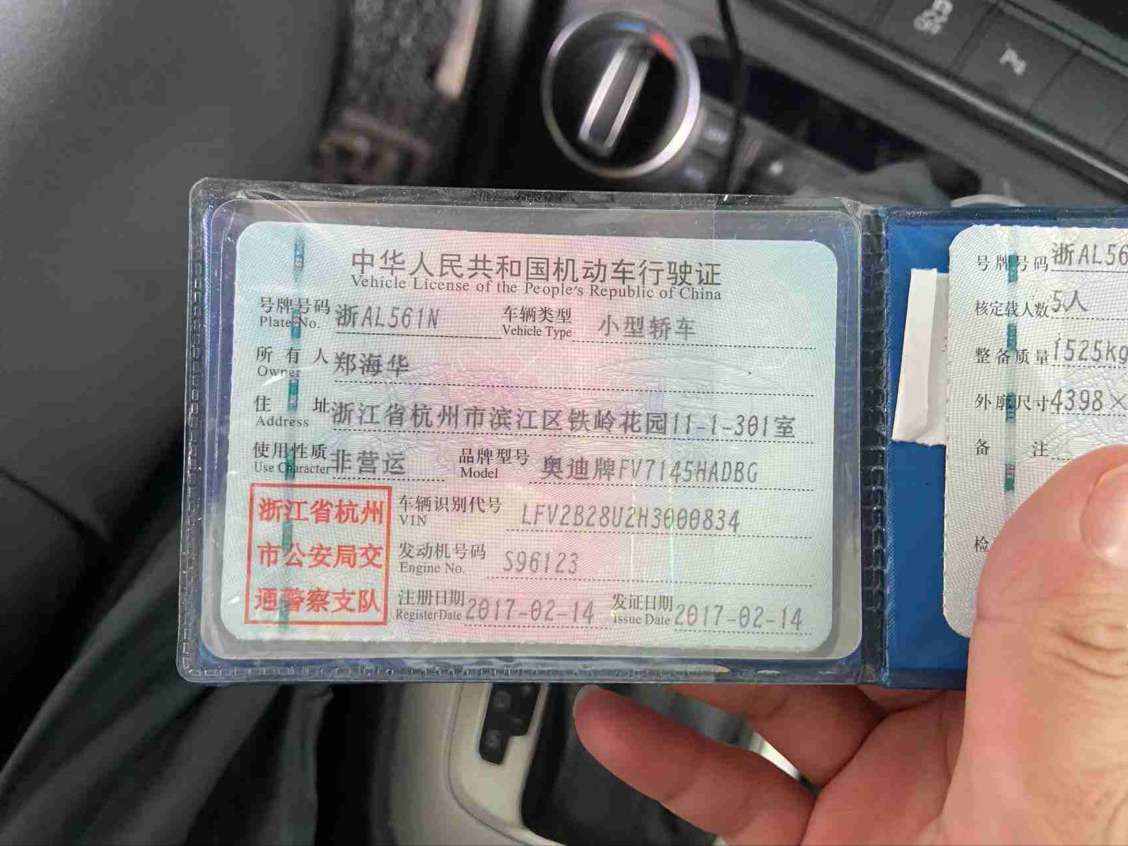 中华人民共和国机动车行驶证
Vehicle License of the People's Republic of China
号牌号码 浙AL561N 车辆类型 小型轿车
Plate No. Vehicle Type
所有人 郑海华
Owner
住址 浙江省杭州市滨江区铁岭花园11-1-301室
Address
使用性质 非营运 品牌型号 奥迪牌FV7145HADBG
Use Character Model
浙江省杭州
市公安局交
通警察支队
车辆识别代号 LFV2B28U2H3000834
VIN
发动机号码 S96123
Engine No.
注册日期 2017-02-14 发证日期 2017-02-14
Register Date Issue Date
号牌号码 浙AL56
核定载人数 5人
整备质量 1525kg
外廓尺寸 4398×
备注
检